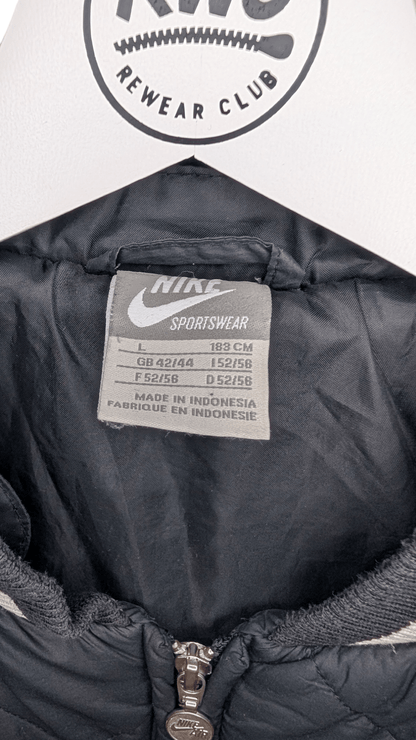 RWC
REWEAR CLUB
NIKE
SPORTSWEAR
L 183 CM
GB 42/44 I 52/56
F 52/56 D 52/56
MADE IN INDONESIA
FABRIQUE EN INDONESIE
NIKE